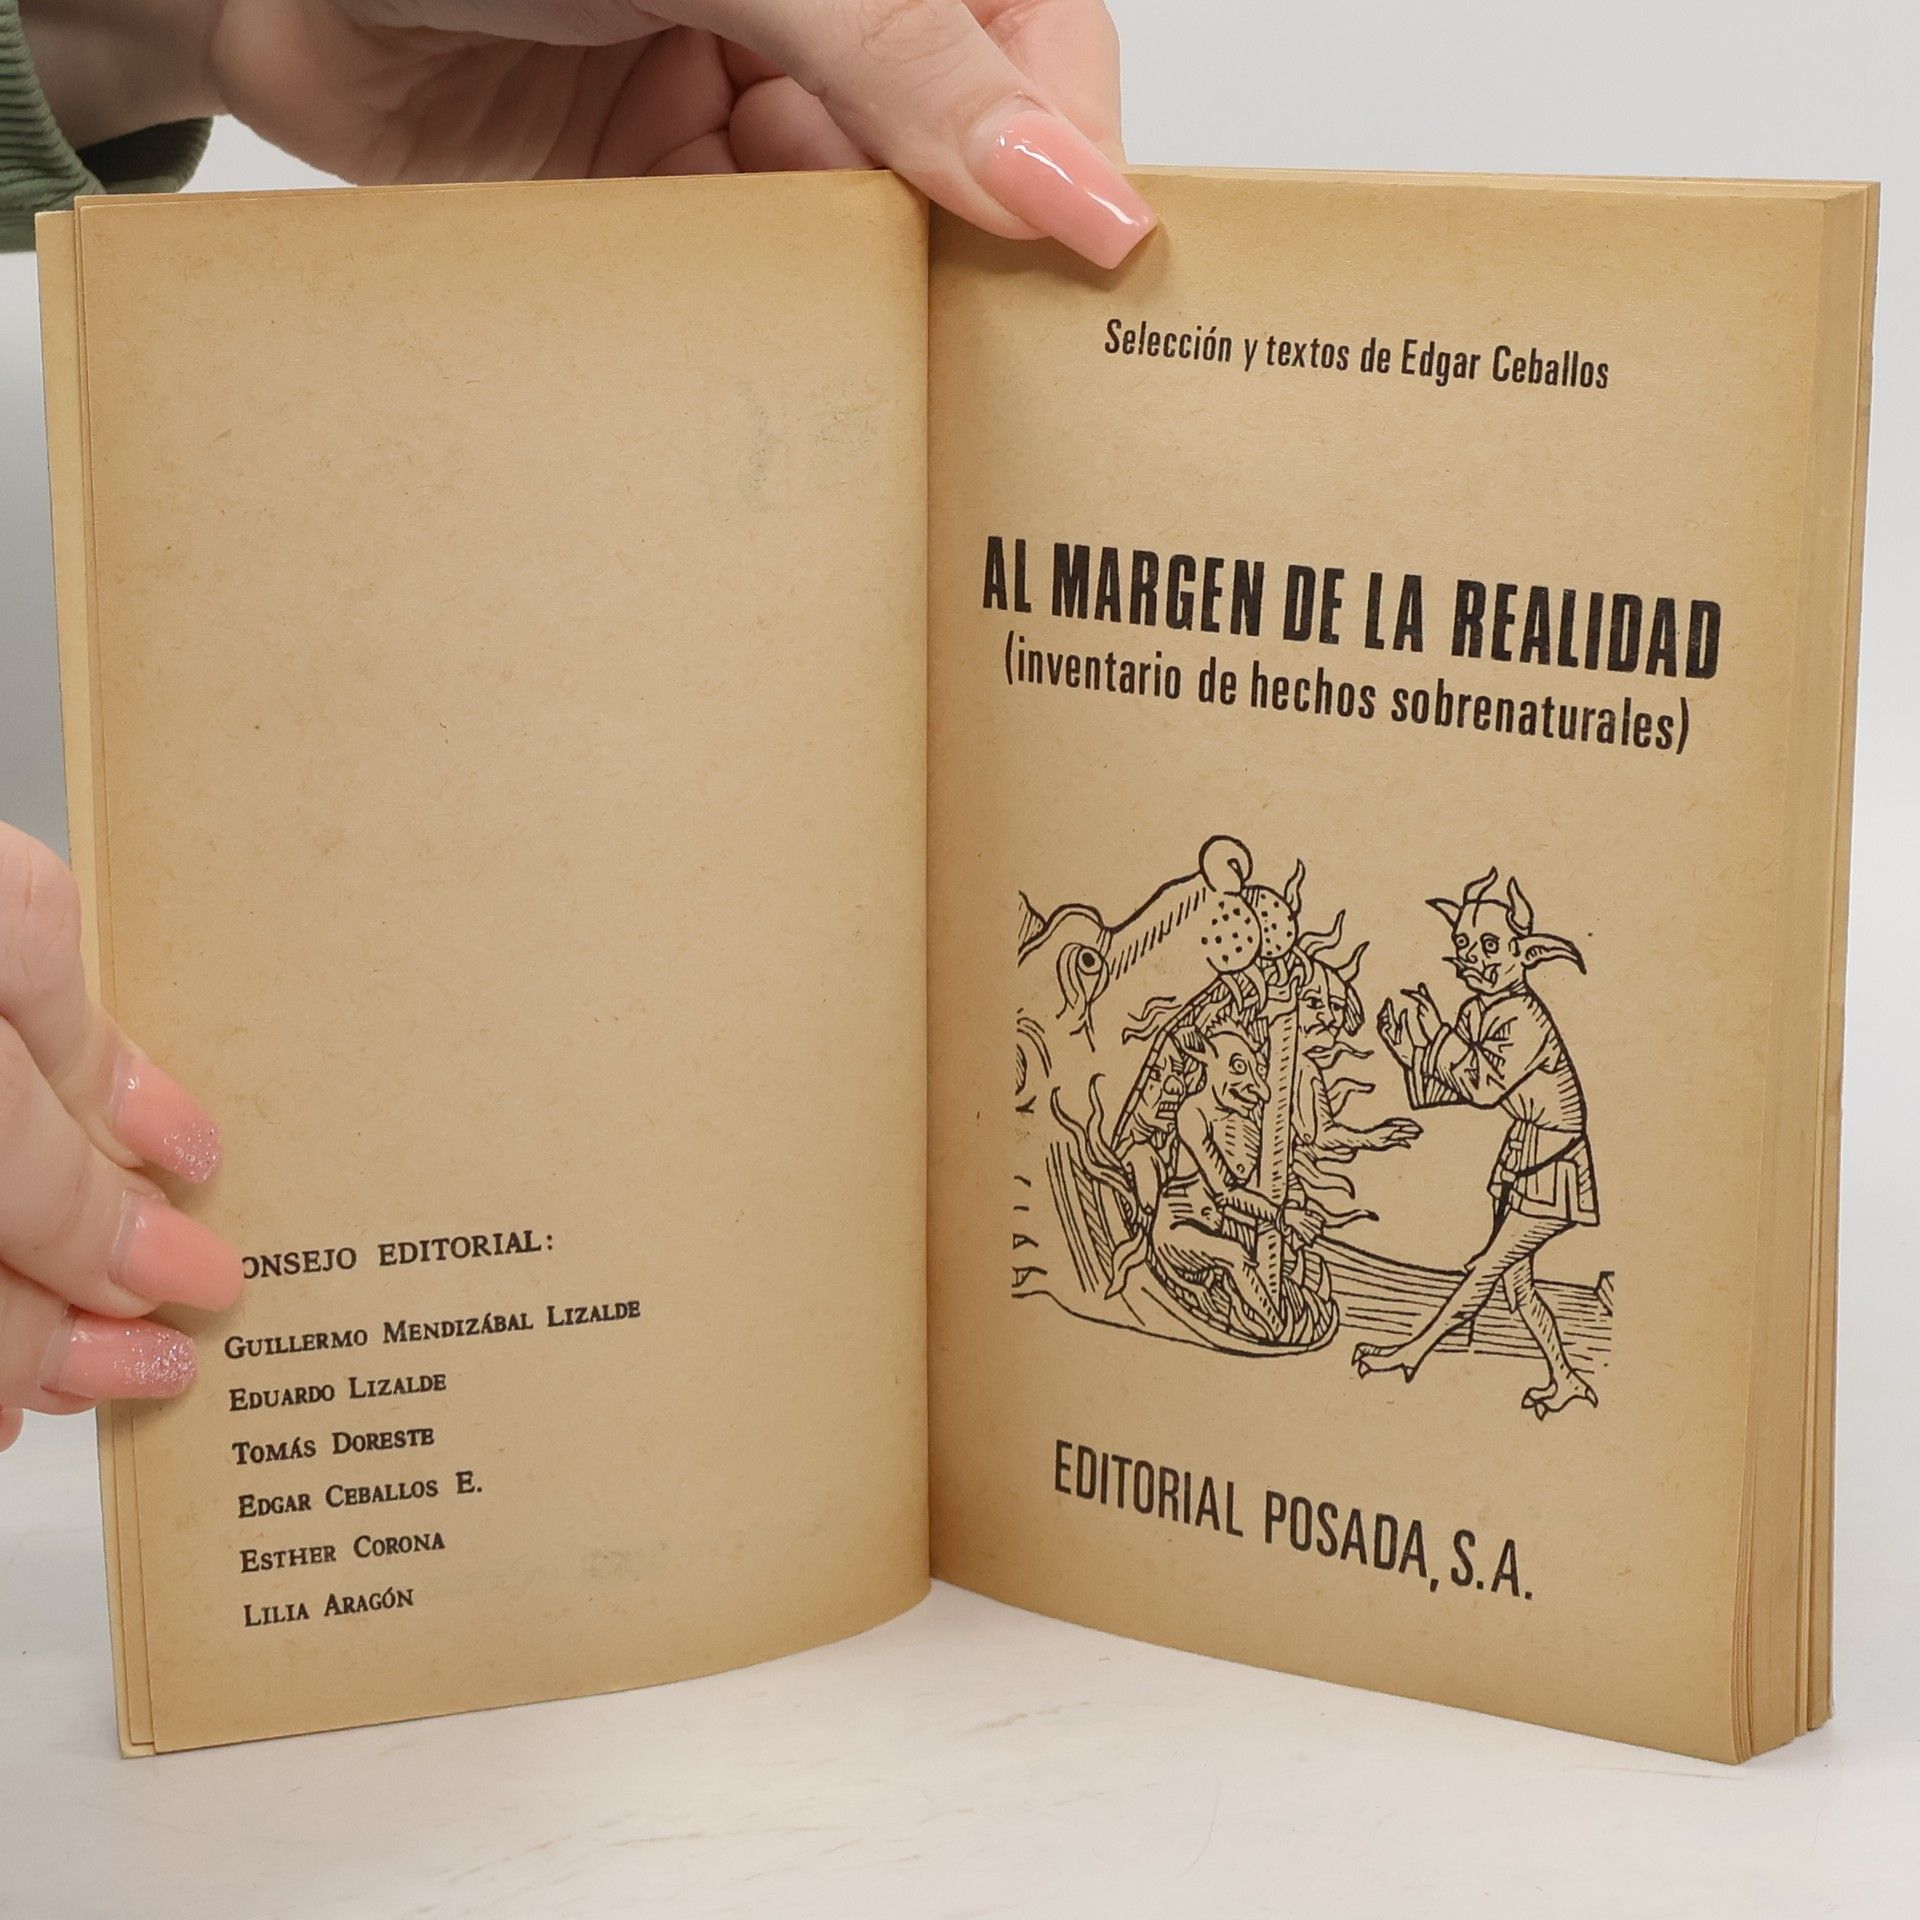 ONSEJO EDITORIAL:
GUILLERMO MENDIZÁBAL LIZALDE
EDUARDO LIZALDE
TOMÁS DORESTE
EDGAR CEBALLOS E.
ESTHER CORONA
LILIA ARAGÓN
Selección y textos de Edgar Ceballos
AL MARGEN DE LA REALIDAD
(inventario de hechos sobrenaturales)
EDITORIAL POSADA, S.A.